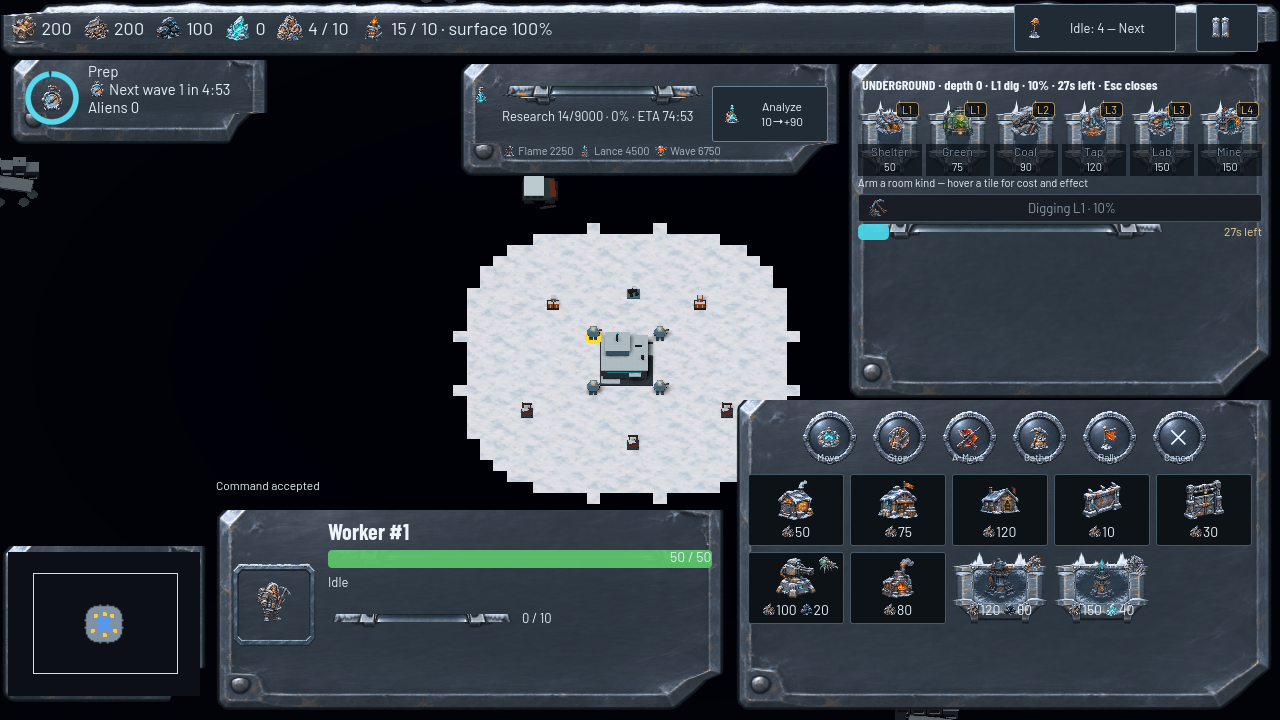 200 200 100 0 4 / 10 15 / 10 · surface 100%
Idle: 4 — Next
Prep
Next wave 1 in 4:53
Aliens 0
Research 14/9000 · 0% · ETA 74:53
Analyze
10→+90
Flame 2250 Lance 4500 Wave 6750
UNDERGROUND · depth 0 · L1 dig · 10% · 27s left · Esc closes
L1 L1 L2 L3 L3 L4
Shelter Green Coal Tap Lab Mine
50 75 90 120 150 150
Arm a room kind — hover a tile for cost and effect
Digging L1 · 10%
27s left
Move Stop A-Move Gather Rally Cancel
50 75 120 10 30
100 20 80 120 80 150 40
Command accepted
Worker #1
50 / 50
Idle
0 / 10